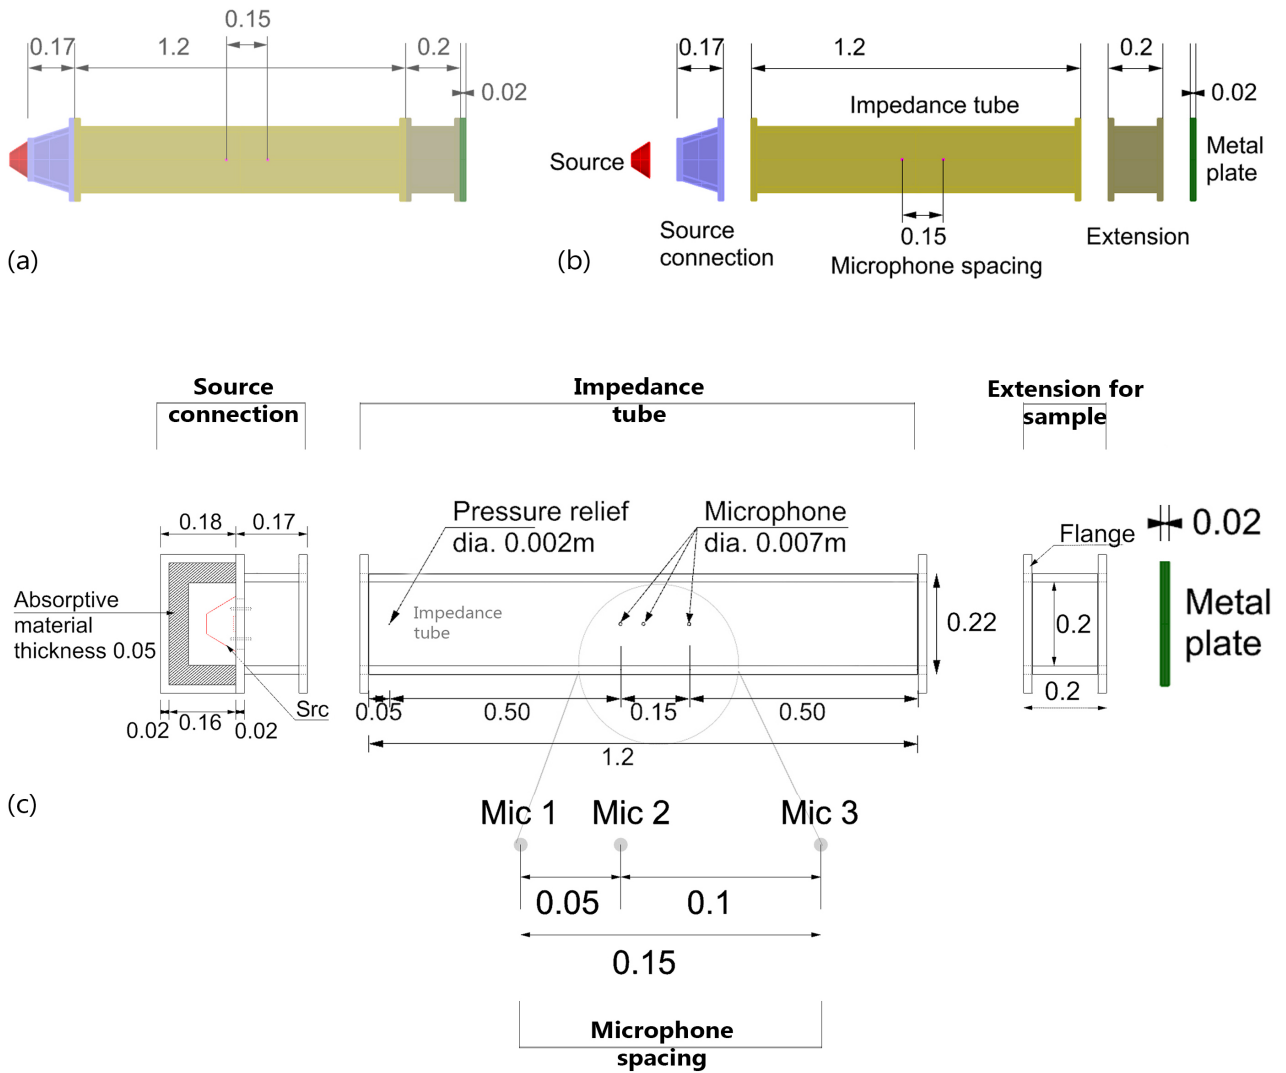 0.15
0.17
1.2
0.2
0.02
(a)
0.17
1.2
0.2
0.02
Impedance tube
Source
Metal
plate
0.15
Source
connection
Microphone spacing
Extension
(b)
Source
connection
Impedance
tube
Extension for
sample
0.18
0.17
Pressure relief
dia. 0.002m
Microphone
dia. 0.007m
Flange
0.02
Absorptive
material
thickness 0.05
Impedance
tube
0.22
0.2
Metal
plate
0.02
0.16
0.02
Src
0.05
0.50
0.15
0.50
0.2
1.2
(c)
Mic 1
Mic 2
Mic 3
0.05
0.1
0.15
Microphone
spacing